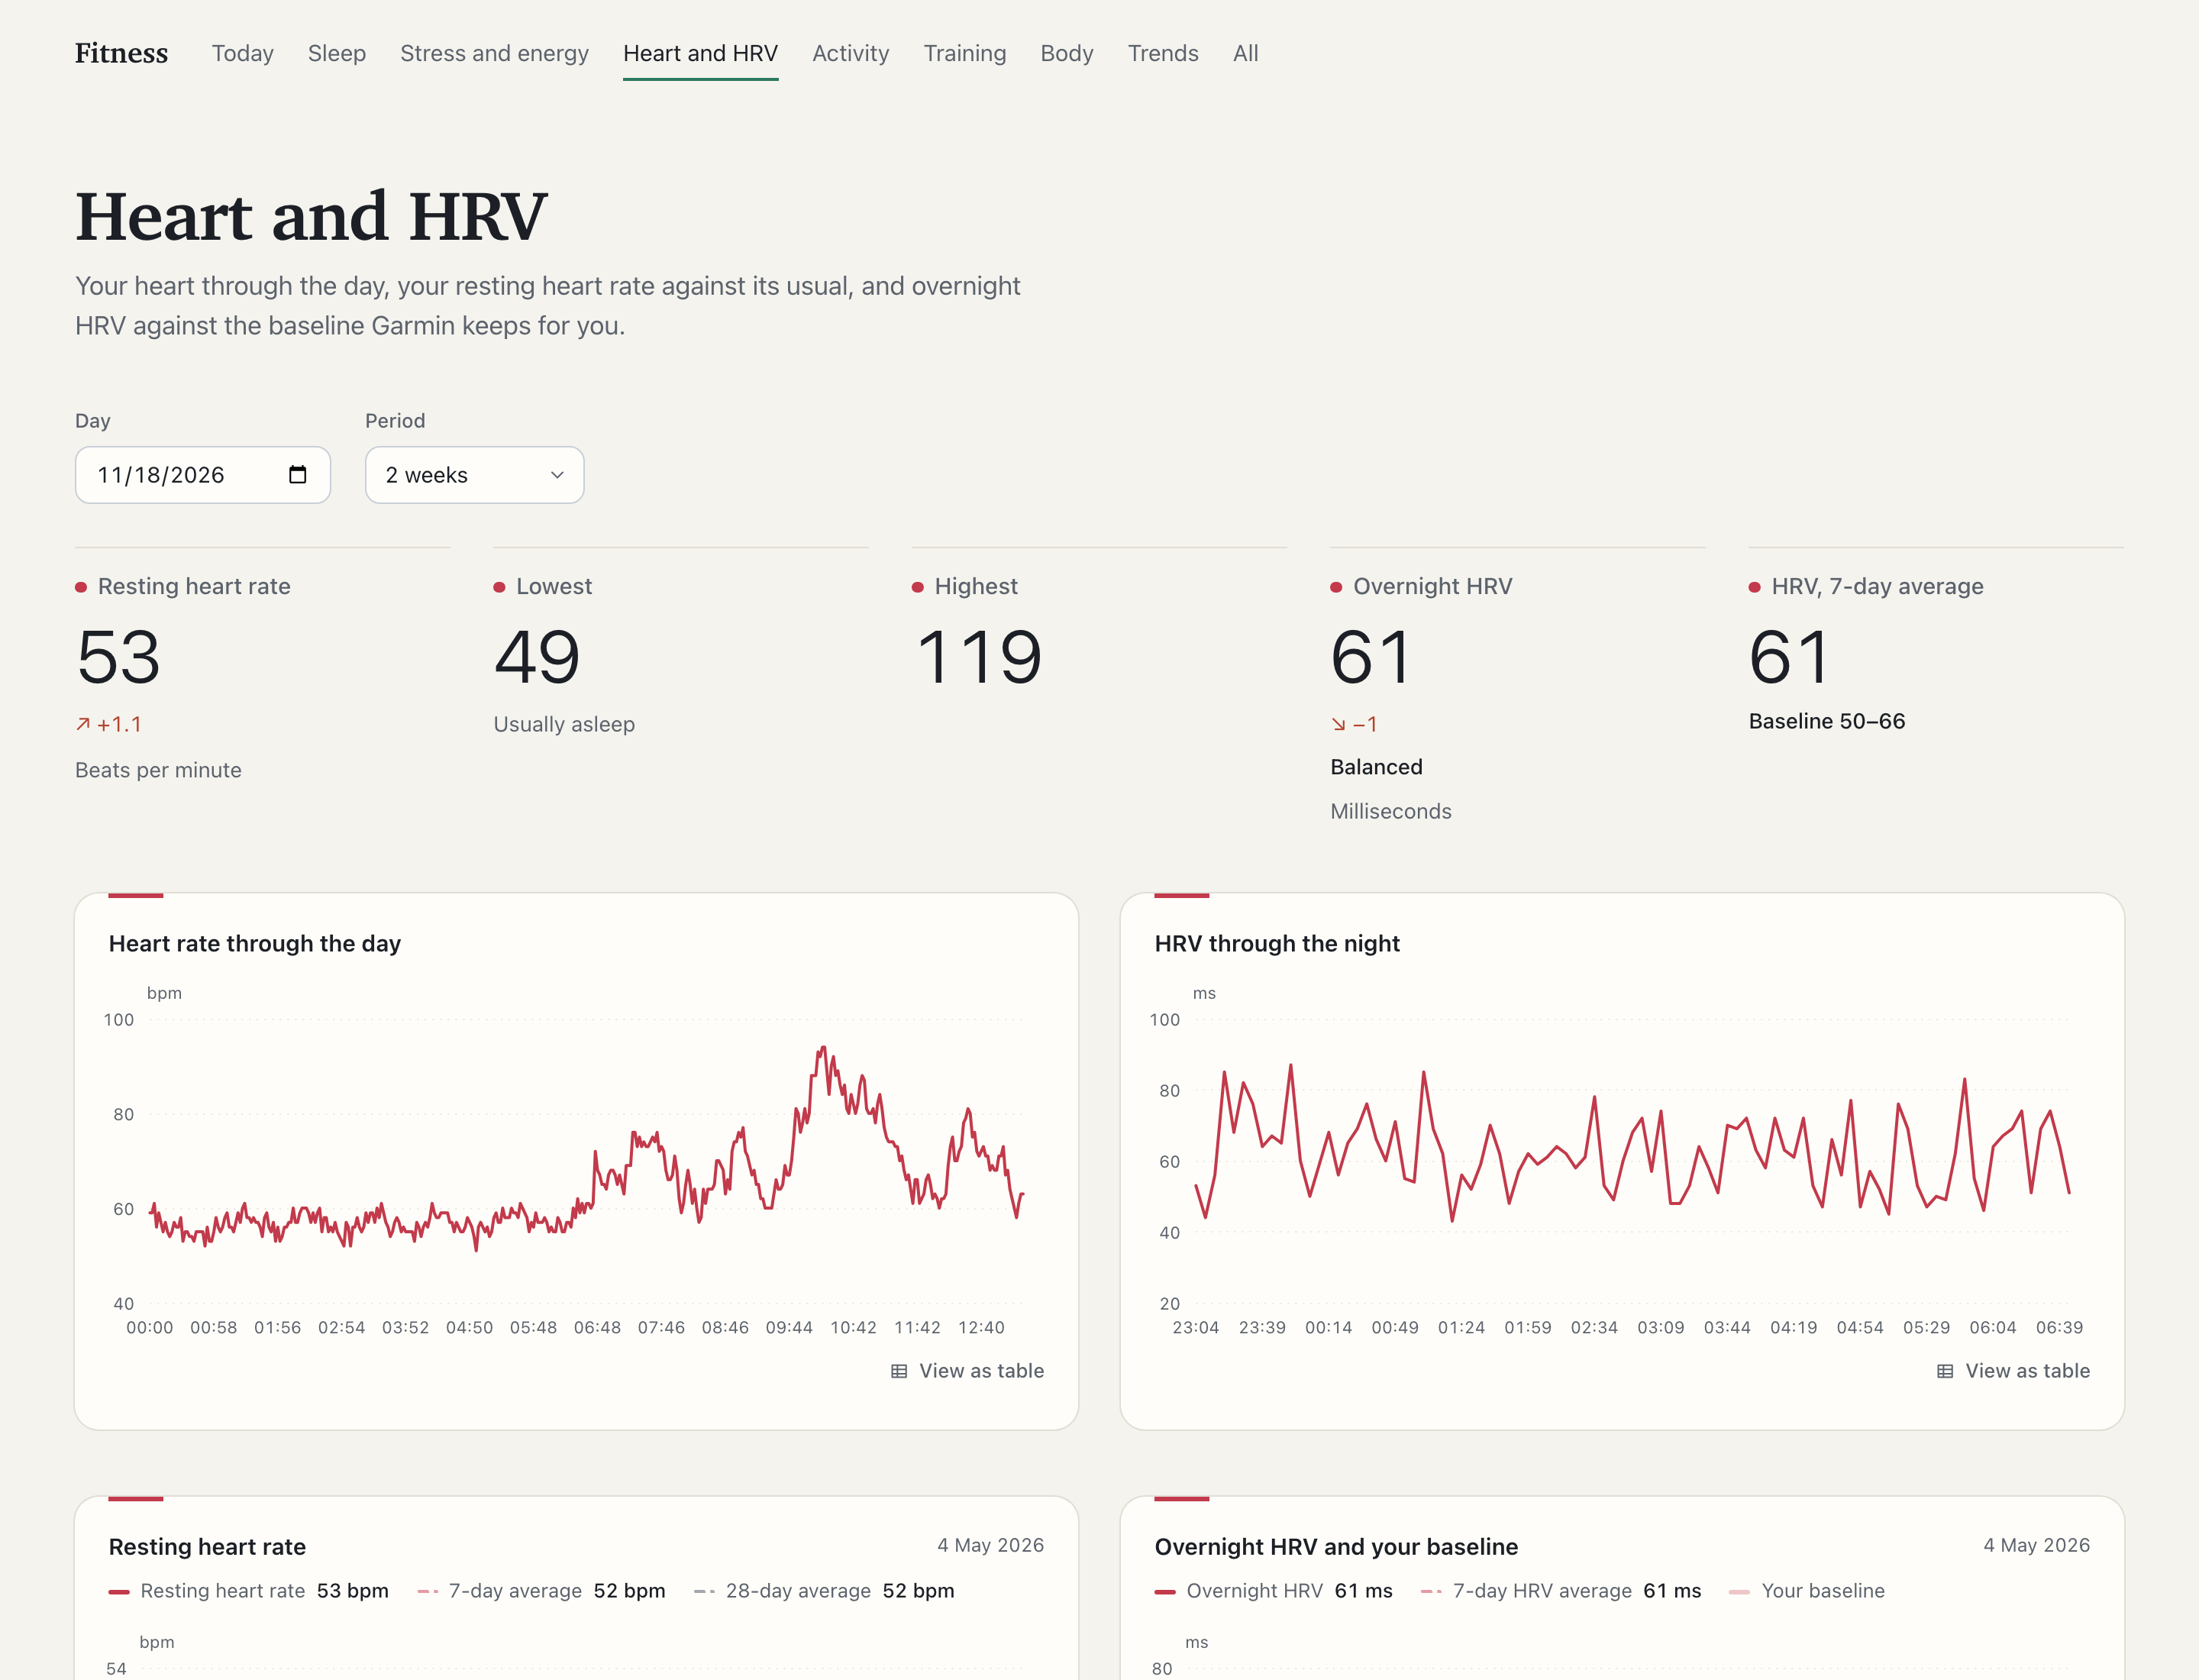 Fitness Today Sleep Stress and energy Heart and HRV Activity Training Body Trends All
Heart and HRV
Your heart through the day, your resting heart rate against its usual, and overnight
HRV against the baseline Garmin keeps for you.
Day Period
11/18/2026 2 weeks
Resting heart rate
53
↗ +1.1
Beats per minute
Lowest
49
Usually asleep
Highest
119
Overnight HRV
61
↘ −1
Balanced
Milliseconds
HRV, 7-day average
61
Baseline 50–66
Heart rate through the day
bpm
100
80
60
40
00:00 00:58 01:56 02:54 03:52 04:50 05:48 06:48 07:46 08:46 09:44 10:42 11:42 12:40
View as table
HRV through the night
ms
100
80
60
40
20
23:04 23:39 00:14 00:49 01:24 01:59 02:34 03:09 03:44 04:19 04:54 05:29 06:04 06:39
View as table
Resting heart rate 4 May 2026
Resting heart rate 53 bpm 7-day average 52 bpm 28-day average 52 bpm
bpm
54
Overnight HRV and your baseline 4 May 2026
Overnight HRV 61 ms 7-day HRV average 61 ms Your baseline
ms
80